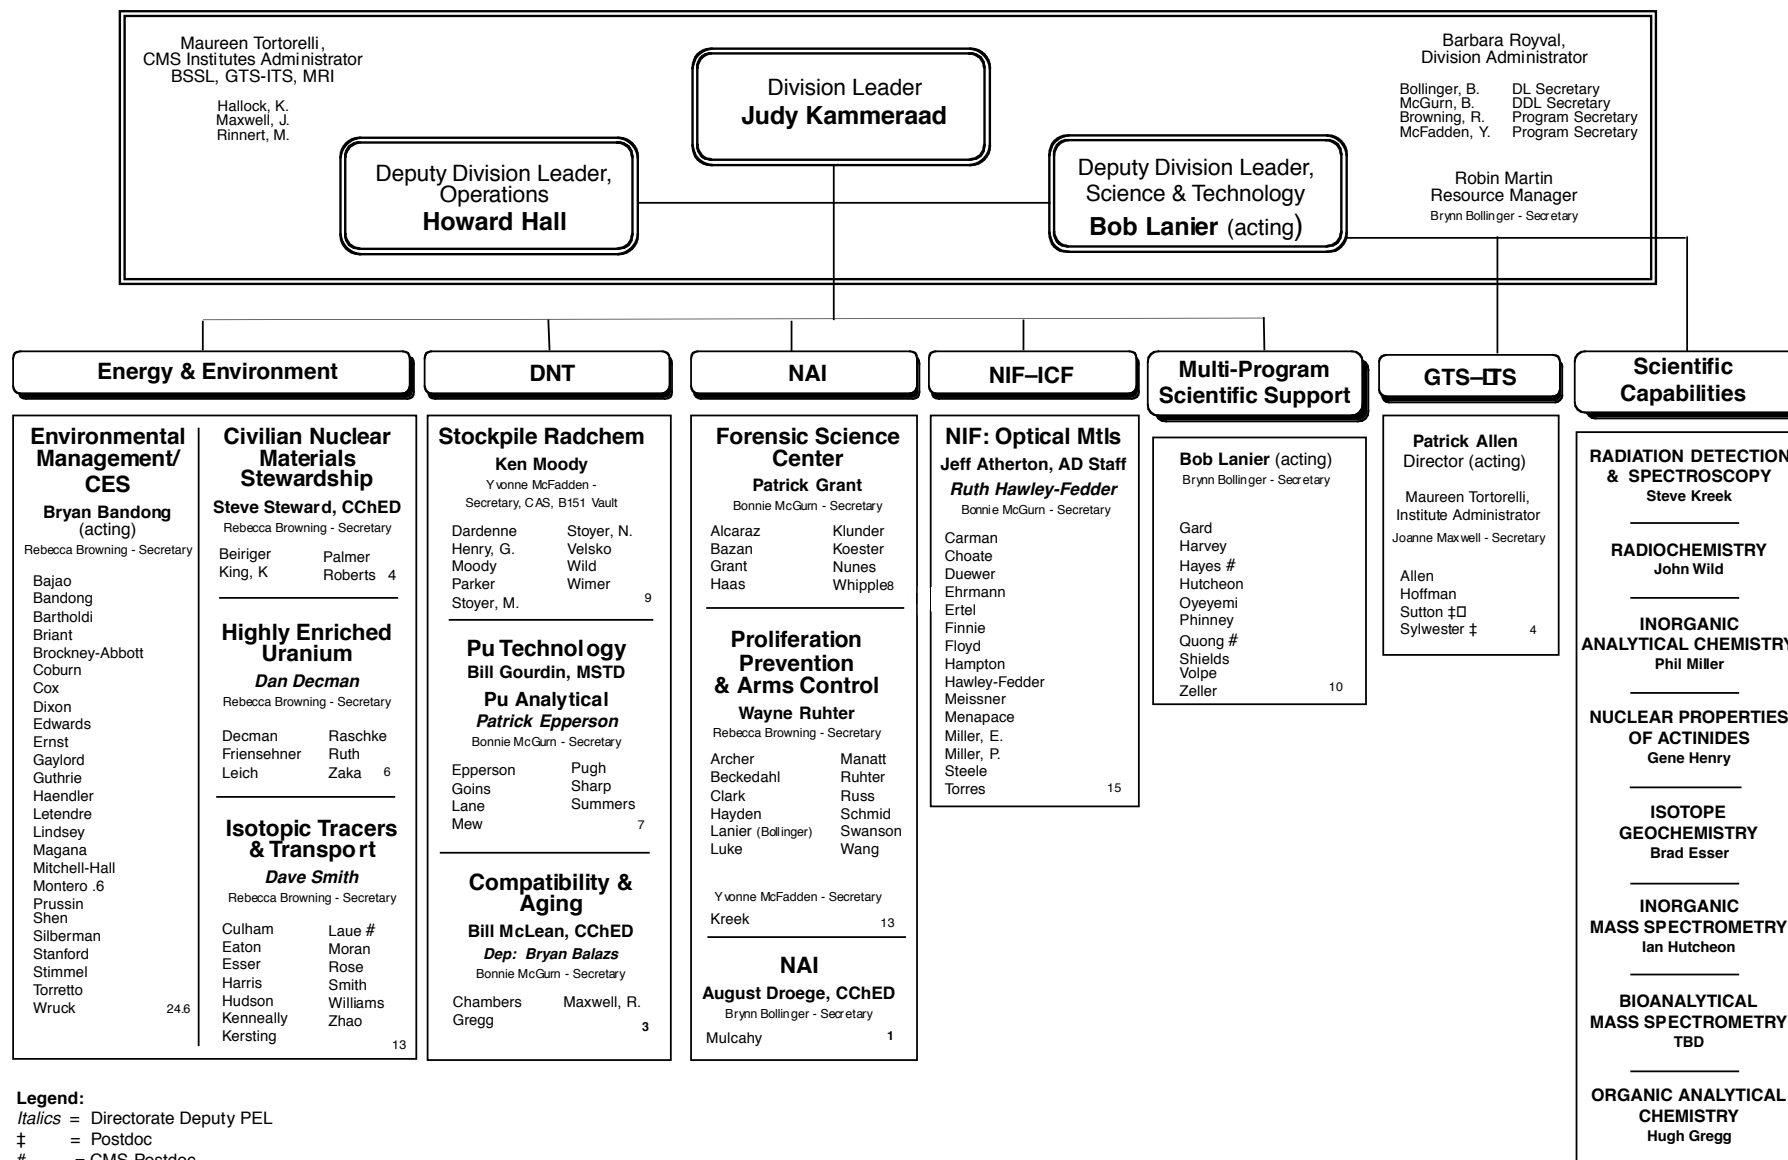 Maureen Tortorelli,
CMS Institutes Administrator
BSSL, GTS-ITS, MRI
Hallock, K.
Maxwell, J.
Rinnert, M.
Division Leader
Judy Kammeraad
Barbara Royval,
Division Administrator
Bollinger, B. DL Secretary
McGurn, B. DDL Secretary
Browning, R. Program Secretary
McFadden, Y. Program Secretary
Robin Martin
Resource Manager
Brynn Bollinger - Secretary
Deputy Division Leader,
Operations
Howard Hall
Deputy Division Leader,
Science & Technology
Bob Lanier (acting)
Energy & Environment
Environmental
Management/
CES
Bryan Bandong
(acting)
Rebecca Browning - Secretary
Bajao
Bandong
Bartholdi
Briant
Brockney-Abbott
Coburn
Cox
Dixon
Edwards
Ernst
Gaylord
Guthrie
Haendler
Letendre
Lindsey
Magana
Mitchell-Hall
Montero .6
Prussin
Shen
Silberman
Stanford
Stimmel
Torretto
Wruck 24.6
Civilian Nuclear
Materials
Stewardship
Steve Steward, CChED
Rebecca Browning - Secretary
Beiriger Palmer
King, K Roberts 4
Highly Enriched
Uranium
Dan Decman
Rebecca Browning - Secretary
Decman Raschke
Friensehner Ruth
Leich Zaka 6
Isotopic Tracers
& Transport
Dave Smith
Rebecca Browning - Secretary
Culham Laue #
Eaton Moran
Esser Rose
Harris Smith
Hudson Williams
Kenneally Zhao
Kersting
13
DNT
Stockpile Radchem
Ken Moody
Yvonne McFadden -
Secretary, CAS, B151 Vault
Dardenne Stoyer, N.
Henry, G. Velsko
Moody Wild
Parker Wimer
Stoyer, M. 9
Pu Technology
Bill Gourdin, MSTD
Pu Analytical
Patrick Epperson
Bonnie McGurn - Secretary
Epperson Pugh
Goins Sharp
Lane Summers
Mew 7
Compatibility &
Aging
Bill McLean, CChED
Dep: Bryan Balazs
Bonnie McGurn - Secretary
Chambers Maxwell, R.
Gregg 3
NAI
Forensic Science
Center
Patrick Grant
Bonnie McGurn - Secretary
Alcaraz Klunder
Bazan Koester
Grant Nunes
Haas Whipple8
Proliferation
Prevention
& Arms Control
Wayne Ruhter
Rebecca Browning - Secretary
Archer Manatt
Beckedahl Ruhter
Clark Russ
Hayden Schmid
Lanier (Bollinger) Swanson
Luke Wang
Yvonne McFadden - Secretary
Kreek 13
NAI
August Droege, CChED
Brynn Bollinger - Secretary
Mulcahy 1
NIF–ICF
NIF: Optical Mtls
Jeff Atherton, AD Staff
Ruth Hawley-Fedder
Bonnie McGurn - Secretary
Carman
Choate
Duewer
Ehrmann
Ertel
Finnie
Floyd
Hampton
Hawley-Fedder
Meissner
Menapace
Miller, E.
Miller, P.
Steele
Torres 15
Multi-Program
Scientific Support
Bob Lanier (acting)
Brynn Bollinger - Secretary
Gard
Harvey
Hayes #
Hutcheon
Oyeyemi
Phinney
Quong #
Shields
Volpe
Zeller 10
GTS–ITS
Patrick Allen
Director (acting)
Maureen Tortorelli,
Institute Administrator
Joanne Maxwell - Secretary
Allen
Hoffman
Sutton ‡
Sylwester ‡ 4
Scientific
Capabilities
RADIATION DETECTION
& SPECTROSCOPY
Steve Kreek
RADIOCHEMISTRY
John Wild
INORGANIC
ANALYTICAL CHEMISTRY
Phil Miller
NUCLEAR PROPERTIES
OF ACTINIDES
Gene Henry
ISOTOPE
GEOCHEMISTRY
Brad Esser
INORGANIC
MASS SPECTROMETRY
Ian Hutcheon
BIOANALYTICAL
MASS SPECTROMETRY
TBD
ORGANIC ANALYTICAL
CHEMISTRY
Hugh Gregg
Legend:
Italics = Directorate Deputy PEL
‡ = Postdoc
# = CMS Postdoc